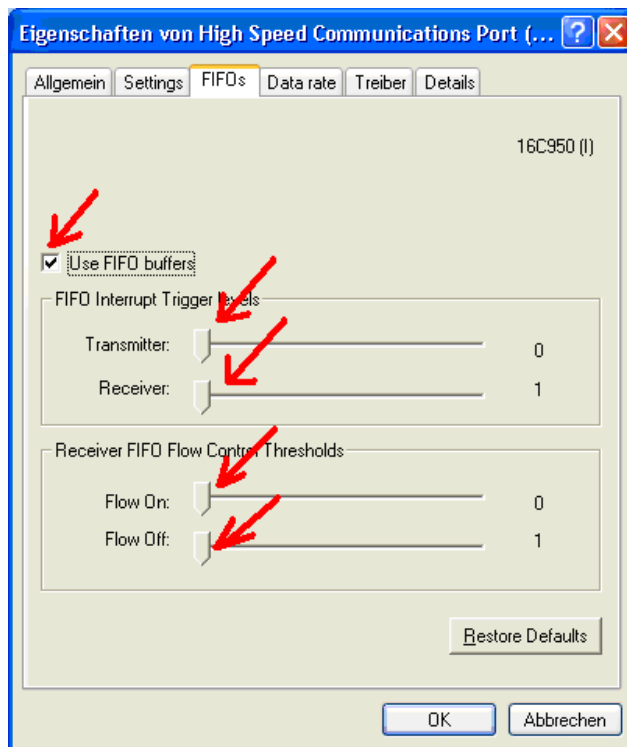 Eigenschaften von High Speed Communications Port (...
Allgemein Settings FIFOs Data rate Treiber Details
16C950 (I)
Use FIFO buffers
FIFO Interrupt Trigger levels
Transmitter: 0
Receiver: 1
Receiver FIFO Flow Control Thresholds
Flow On: 0
Flow Off: 1
Restore Defaults
OK Abbrechen